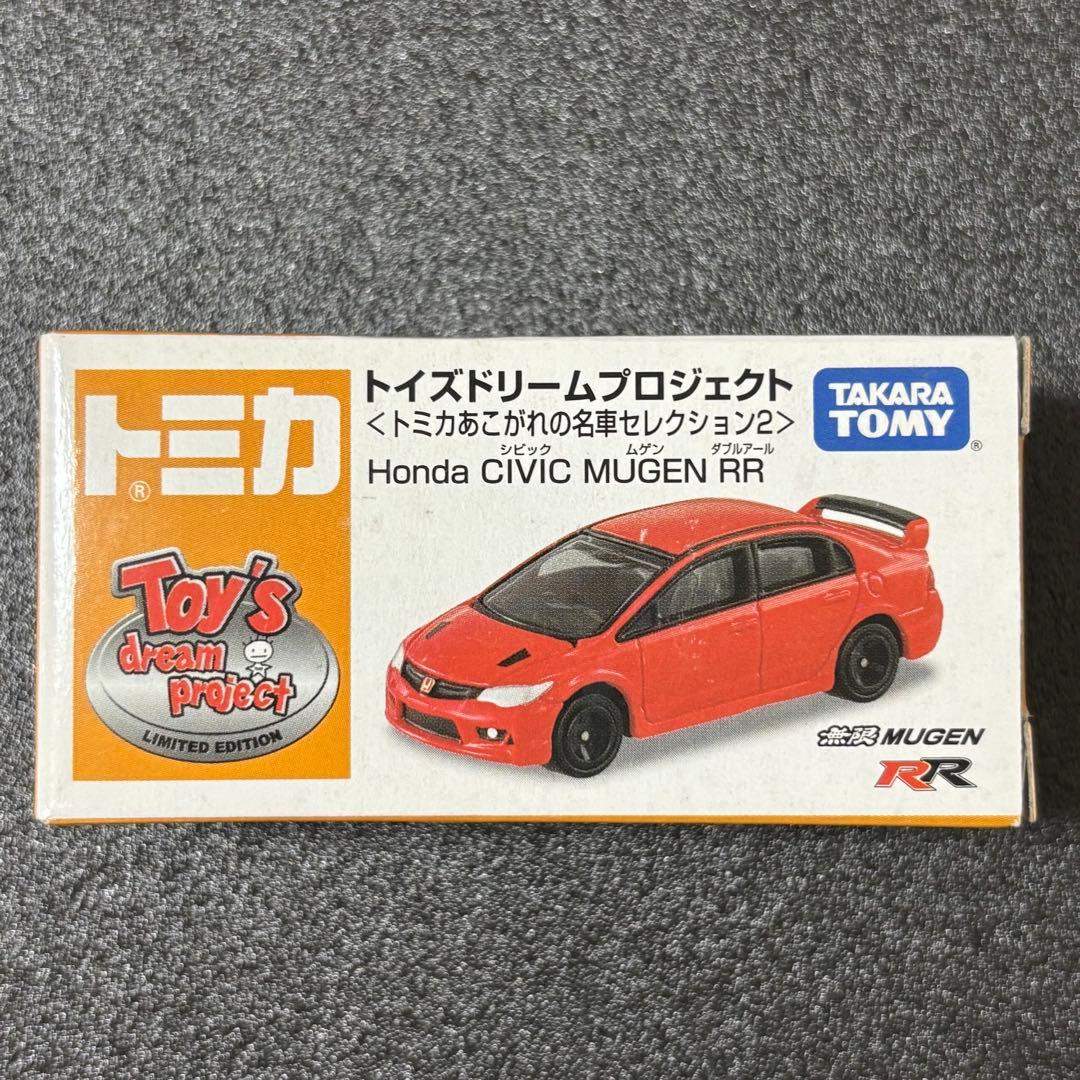 トミカ®
トイズドリームプロジェクト
<トミカあこがれの名車セレクション2>
シビック ムゲン ダブルアール
Honda CIVIC MUGEN RR
TAKARA
TOMY®
Toy's
dream
project
LIMITED EDITION
無限 MUGEN
RR